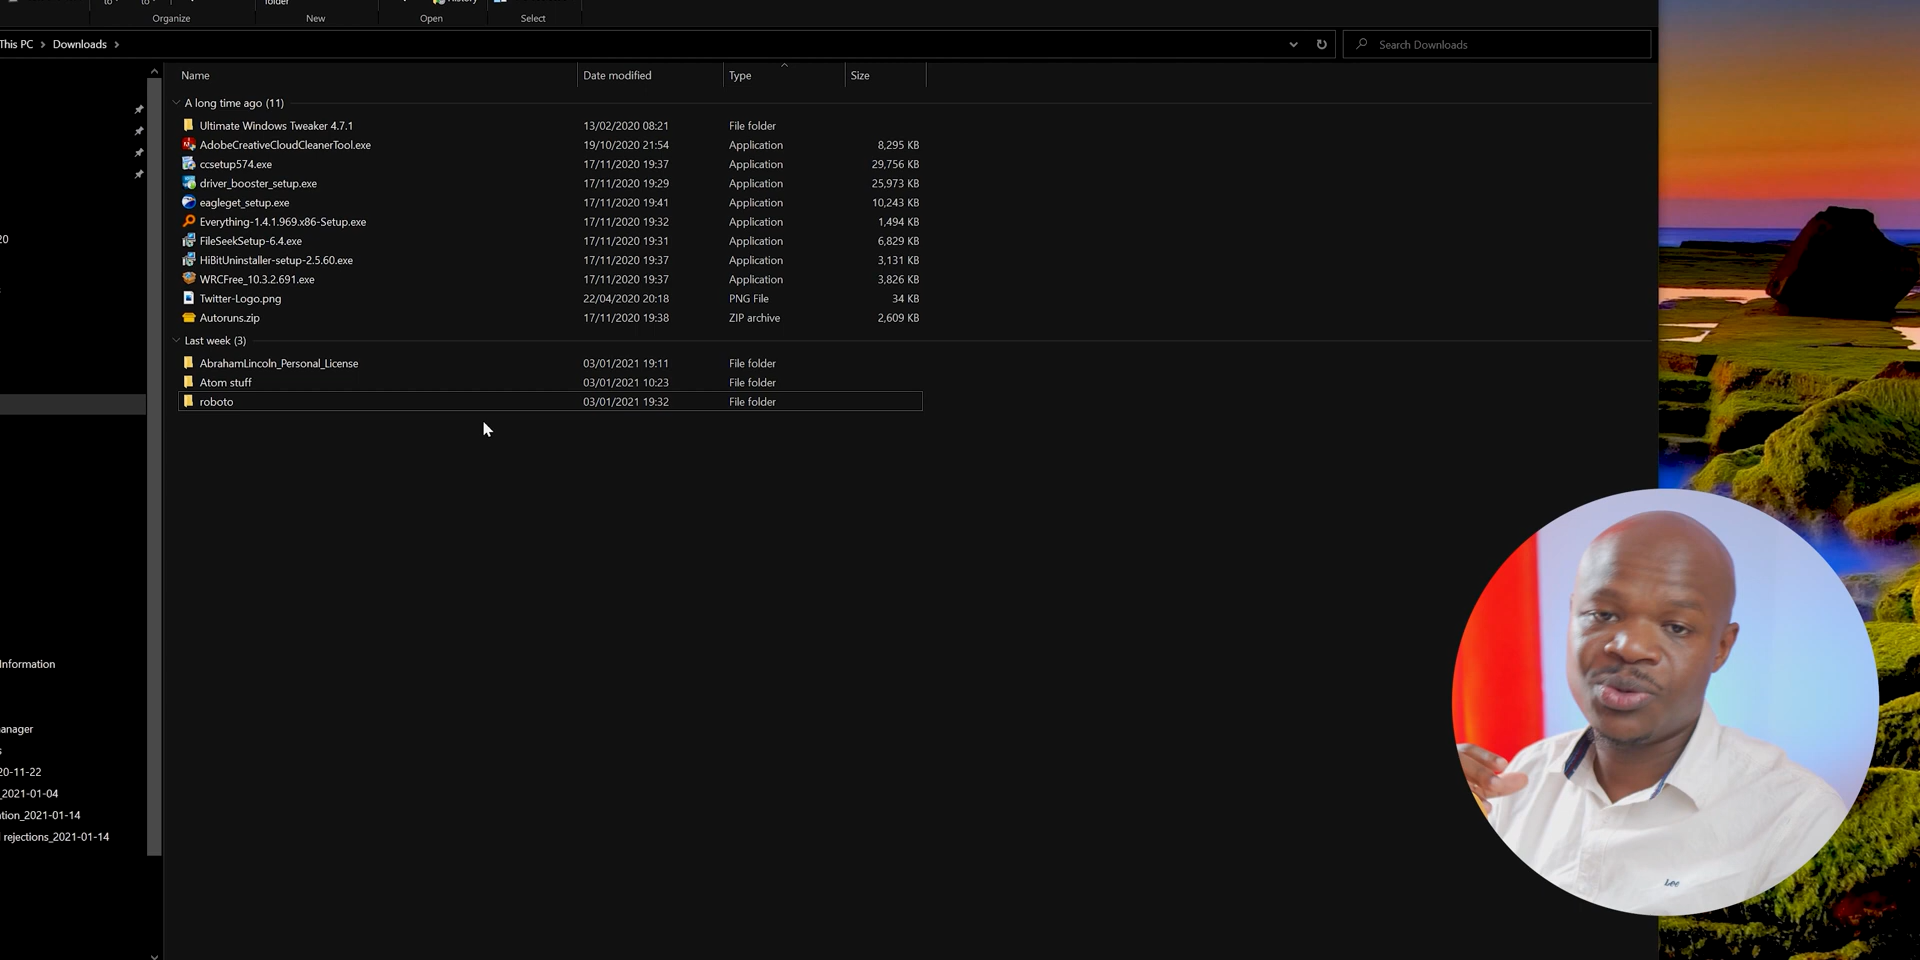 folder
History
Organize
New
Open
Select
This PC > Downloads >
Search Downloads
Name Date modified Type Size
A long time ago (11)
Ultimate Windows Tweaker 4.7.1 13/02/2020 08:21 File folder
AdobeCreativeCloudCleanerTool.exe 19/10/2020 21:54 Application 8,295 KB
ccsetup574.exe 17/11/2020 19:37 Application 29,756 KB
driver_booster_setup.exe 17/11/2020 19:29 Application 25,973 KB
eagleget_setup.exe 17/11/2020 19:41 Application 10,243 KB
Everything-1.4.1.969.x86-Setup.exe 17/11/2020 19:32 Application 1,494 KB
FileSeekSetup-6.4.exe 17/11/2020 19:31 Application 6,829 KB
HiBitUninstaller-setup-2.5.60.exe 17/11/2020 19:37 Application 3,131 KB
WRCFree_10.3.2.691.exe 17/11/2020 19:37 Application 3,826 KB
Twitter-Logo.png 22/04/2020 20:18 PNG File 34 KB
Autoruns.zip 17/11/2020 19:38 ZIP archive 2,609 KB
Last week (3)
AbrahamLincoln_Personal_License 03/01/2021 19:11 File folder
Atom stuff 03/01/2021 10:23 File folder
roboto 03/01/2021 19:32 File folder
20
Information
anager
s
20-11-22
_2021-01-04
tion_2021-01-14
rejections_2021-01-14
Lee